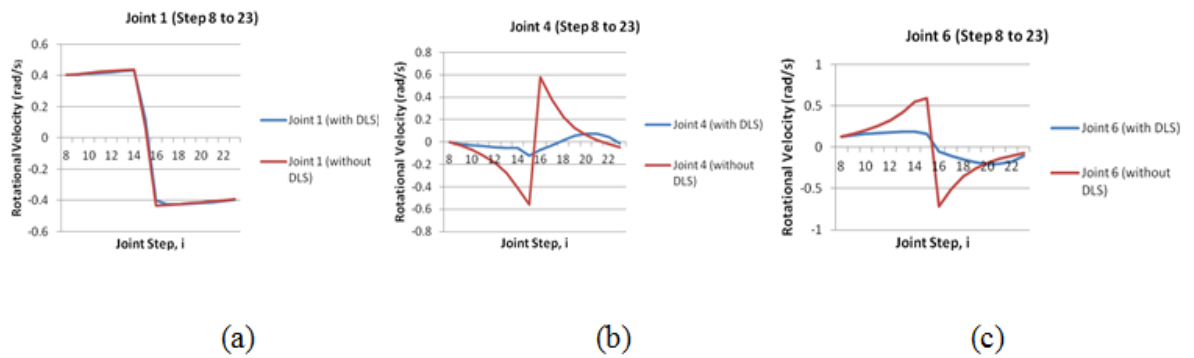 Joint 1 (Step 8 to 23)
Rotational Velocity (rad/s)
0.6
0.4
0.2
0
-0.2
-0.4
-0.6
8 10 12 14 16 18 20 22
Joint Step, i
Joint 1 (with DLS)
Joint 1 (without
DLS)
(a)
Joint 4 (Step 8 to 23)
Rotational Velocity (rad/s)
0.8
0.6
0.4
0.2
0
-0.2
-0.4
-0.6
-0.8
8 10 12 14 16 18 20 22
Joint Step, i
Joint 4 (with DLS)
Joint 4 (without
DLS)
(b)
Joint 6 (Step 8 to 23)
Rotational Velocity (rad/s)
1
0.5
0
-0.5
-1
8 10 12 14 16 18 20 22
Joint Step, i
Joint 6 (with DLS)
Joint 6 (without
DLS)
(c)